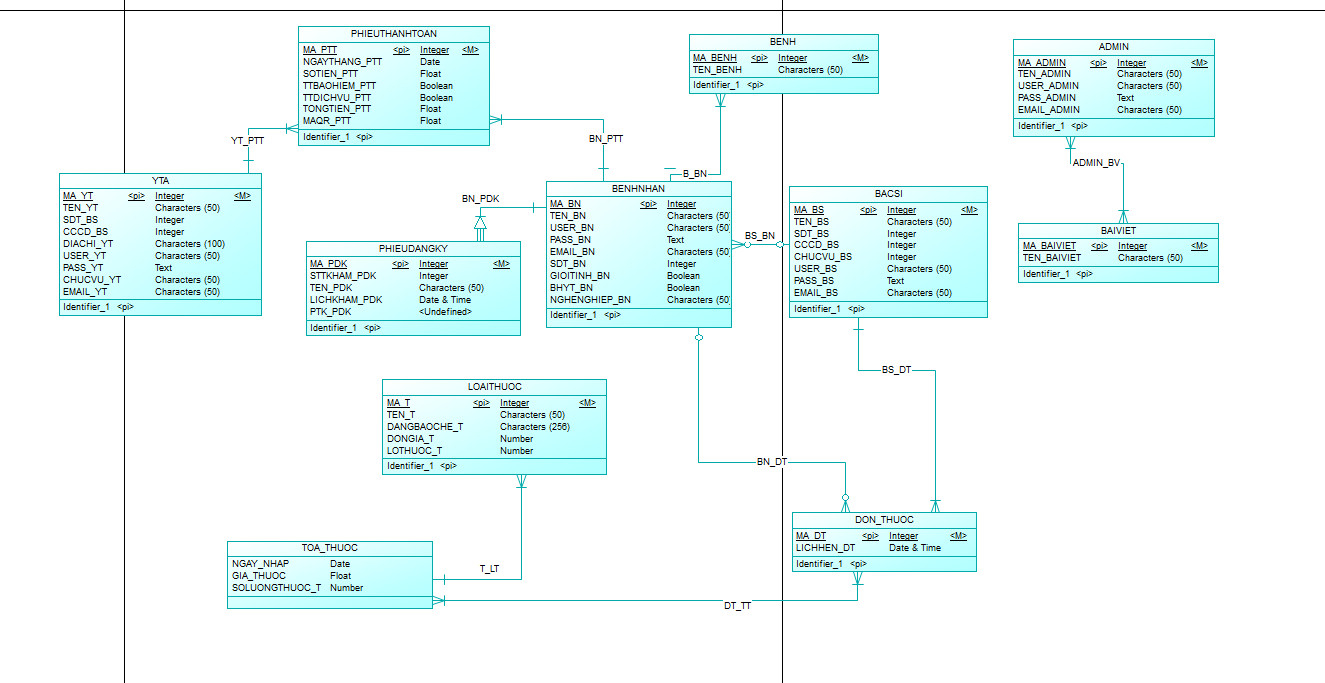 PHIEUTHANHTOAN
MA_PTT <pi> Integer <M>
NGAYTHANG_PTT Date
SOTIEN_PTT Float
TTBAOHIEM_PTT Boolean
TTDICHVU_PTT Boolean
TONGTIEN_PTT Float
MAQR_PTT Float
Identifier_1 <pi>
BENH
MA_BENH <pi> Integer <M>
TEN_BENH Characters (50)
Identifier_1 <pi>
ADMIN
MA_ADMIN <pi> Integer <M>
TEN_ADMIN Characters (50)
USER_ADMIN Characters (50)
PASS_ADMIN Text
EMAIL_ADMIN Characters (50)
Identifier_1 <pi>
YT_PTT
BN_PTT
B_BN
ADMIN_BV
YTA
MA_YT <pi> Integer <M>
TEN_YT Characters (50)
SDT_BS Integer
CCCD_BS Integer
DIACHI_YT Characters (100)
USER_YT Characters (50)
PASS_YT Text
CHUCVU_YT Characters (50)
EMAIL_YT Characters (50)
Identifier_1 <pi>
BN_PDK
PHIEUDANGKY
MA_PDK <pi> Integer <M>
STTKHAM_PDK Integer
TEN_PDK Characters (50)
LICHKHAM_PDK Date & Time
PTK_PDK <Undefined>
Identifier_1 <pi>
BENHNHAN
MA_BN <pi> Integer
TEN_BN Characters (50
USER_BN Characters (50
PASS_BN Text
EMAIL_BN Characters (50
SDT_BN Integer
GIOITINH_BN Boolean
BHYT_BN Boolean
NGHENGHIEP_BN Characters (50
Identifier_1 <pi>
BS_BN
BACSI
MA_BS <pi> Integer <M>
TEN_BS Characters (50)
SDT_BS Integer
CCCD_BS Integer
CHUCVU_BS Integer
USER_BS Characters (50)
PASS_BS Text
EMAIL_BS Characters (50)
Identifier_1 <pi>
BAIVIET
MA_BAIVIET <pi> Integer <M>
TEN_BAIVIET Characters (50)
Identifier_1 <pi>
LOAITHUOC
MA_T <pi> Integer <M>
TEN_T Characters (50)
DANGBAOCHE_T Characters (256)
DONGIA_T Number
LOTHUOC_T Number
Identifier_1 <pi>
BS_DT
BN_DT
DON_THUOC
MA_DT <pi> Integer <M>
LICHHEN_DT Date & Time
Identifier_1 <pi>
TOA_THUOC
NGAY_NHAP Date
GIA_THUOC Float
SOLUONGTHUOC_T Number
T_LT
DT_TT